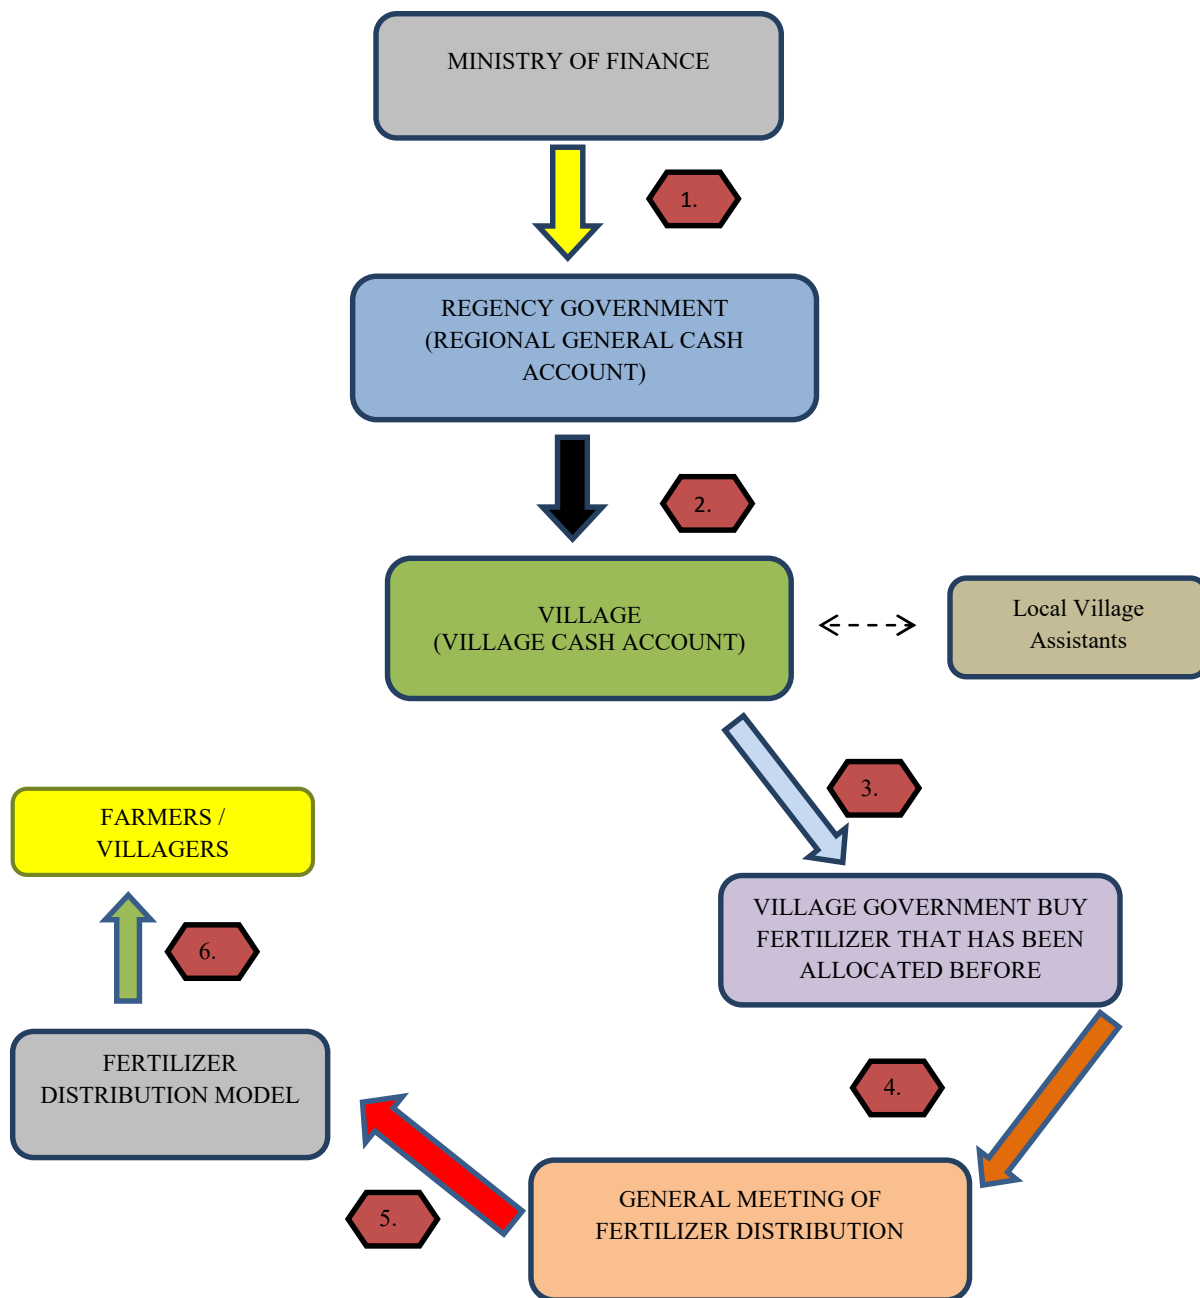 MINISTRY OF FINANCE
1.
REGENCY GOVERNMENT
(REGIONAL GENERAL CASH
ACCOUNT)
2.
VILLAGE
(VILLAGE CASH ACCOUNT)
Local Village
Assistants
3.
FARMERS /
VILLAGERS
VILLAGE GOVERNMENT BUY
FERTILIZER THAT HAS BEEN
ALLOCATED BEFORE
6.
FERTILIZER
DISTRIBUTION MODEL
4.
GENERAL MEETING OF
FERTILIZER DISTRIBUTION
5.